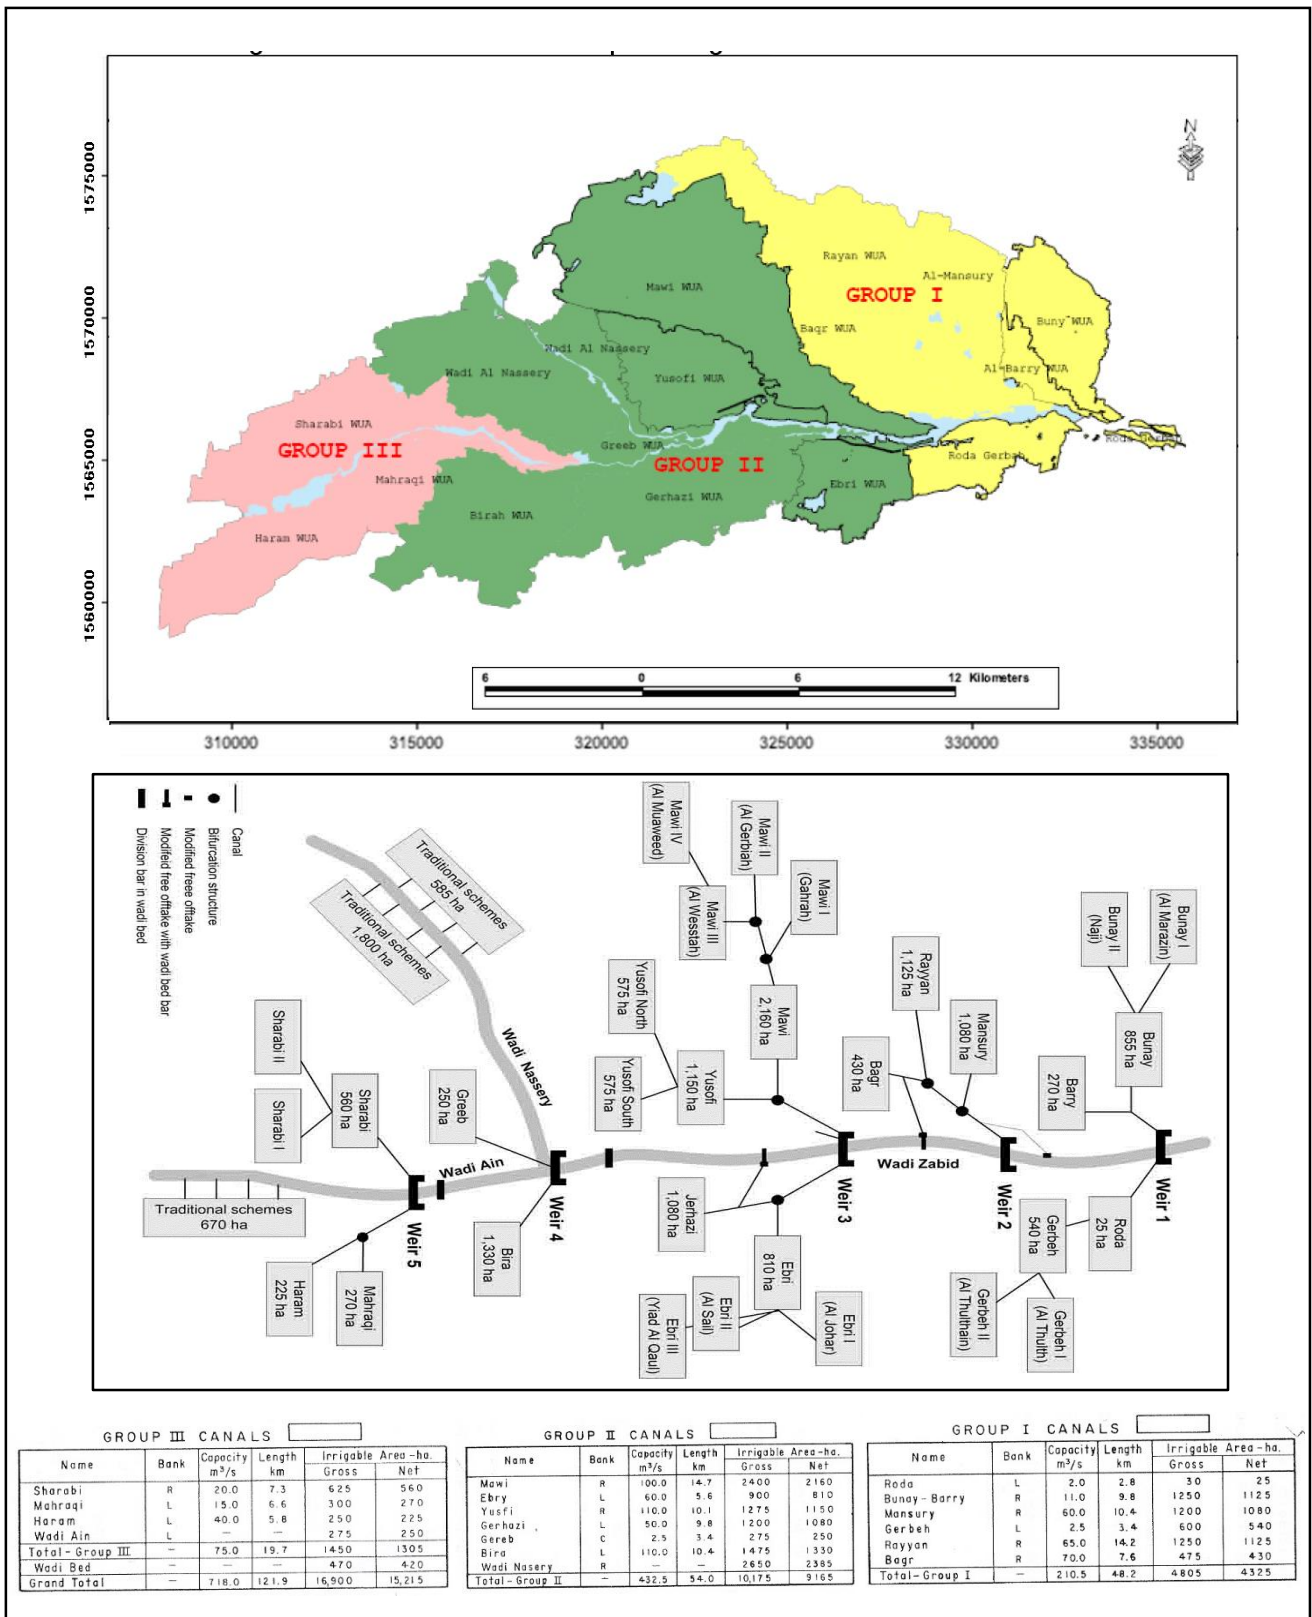 N
1575000
1570000
1565000
1560000
Rayan WUA
Al-Mansury
GROUP I
Mawi WUA
Baqr WUA
Buny WUA
Wadi Al Nassery
Wadi Al Nassery
Yusofi WUA
Al-Barry WUA
Sharabi WUA
GROUP III
Greeb WUA
GROUP II
Roda Gerbah
Roda Gerbah
Mahraqi WUA
Gerhazi WUA
Ebri WUA
Birah WUA
Haram WUA
6 0 6 12 Kilometers
310000 315000 320000 325000 330000 335000
Canal
Bifurcation structure
Modified freee offtake
Modifeid free offtake with wadi bed bar
Division bar in wadi bed
Traditional schemes
585 ha
Traditional schemes
1,800 ha
Wadi Nassery
Mawi IV
(Al Muaweed)
Mawi II
(Al Gerbiah)
Mawi I
(Gahrah)
Mawi III
(Al Wesstah)
Mawi
2,160 ha
Yusofi North
575 ha
Yusofi South
575 ha
Yusofi
1,150 ha
Rayyan
1,125 ha
Mansury
1,080 ha
Bagr
430 ha
Bunay I
(Al Marazin)
Bunay II
(Naji)
Bunay
855 ha
Barry
270 ha
Sharabi II
Sharabi I
Sharabi
560 ha
Greeb
250 ha
Wadi Ain
Wadi Zabid
Weir 1
Weir 2
Weir 3
Weir 4
Weir 5
Traditional schemes
670 ha
Haram
225 ha
Mahraqi
270 ha
Bira
1,330 ha
Jerhazi
1,080 ha
Ebri
810 ha
Ebri I
(Al Johar)
Ebri II
(Al Sail)
Ebri III
(Yiad Al Qaul)
Roda
25 ha
Gerbeh
540 ha
Gerbeh I
(Al Thulth)
Gerbeh II
(Al Thulthain)
GROUP III CANALS
Name Bank Capacity m³/s Length km Irrigable Area-ha.
Gross Net
Sharabi R 20.0 7.3 625 560
Mahraqi L 15.0 6.6 300 270
Haram L 40.0 5.8 250 225
Wadi Ain L — — 275 250
Total-Group III — 75.0 19.7 1450 1305
Wadi Bed — — — 470 420
Grand Total — 718.0 121.9 16,900 15,215
GROUP II CANALS
Name Bank Capacity m³/s Length km Irrigable Area-ha.
Gross Net
Mawi R 100.0 14.7 2400 2160
Ebry L 60.0 5.6 900 810
Yusfi R 110.0 10.1 1275 1150
Gerhazi L 50.0 9.8 1200 1080
Gereb C 2.5 3.4 275 250
Bira L 110.0 10.4 1475 1330
Wadi Nasery R — — 2650 2385
Total-Group II — 432.5 54.0 10,175 9165
GROUP I CANALS
Name Bank Capacity m³/s Length km Irrigable Area-ha.
Gross Net
Roda L 2.0 2.8 30 25
Bunay-Barry R 11.0 9.8 1250 1125
Mansury R 60.0 10.4 1200 1080
Gerbeh L 2.5 3.4 600 540
Rayyan R 65.0 14.2 1250 1125
Bagr R 70.0 7.6 475 430
Total-Group I — 210.5 48.2 4805 4325